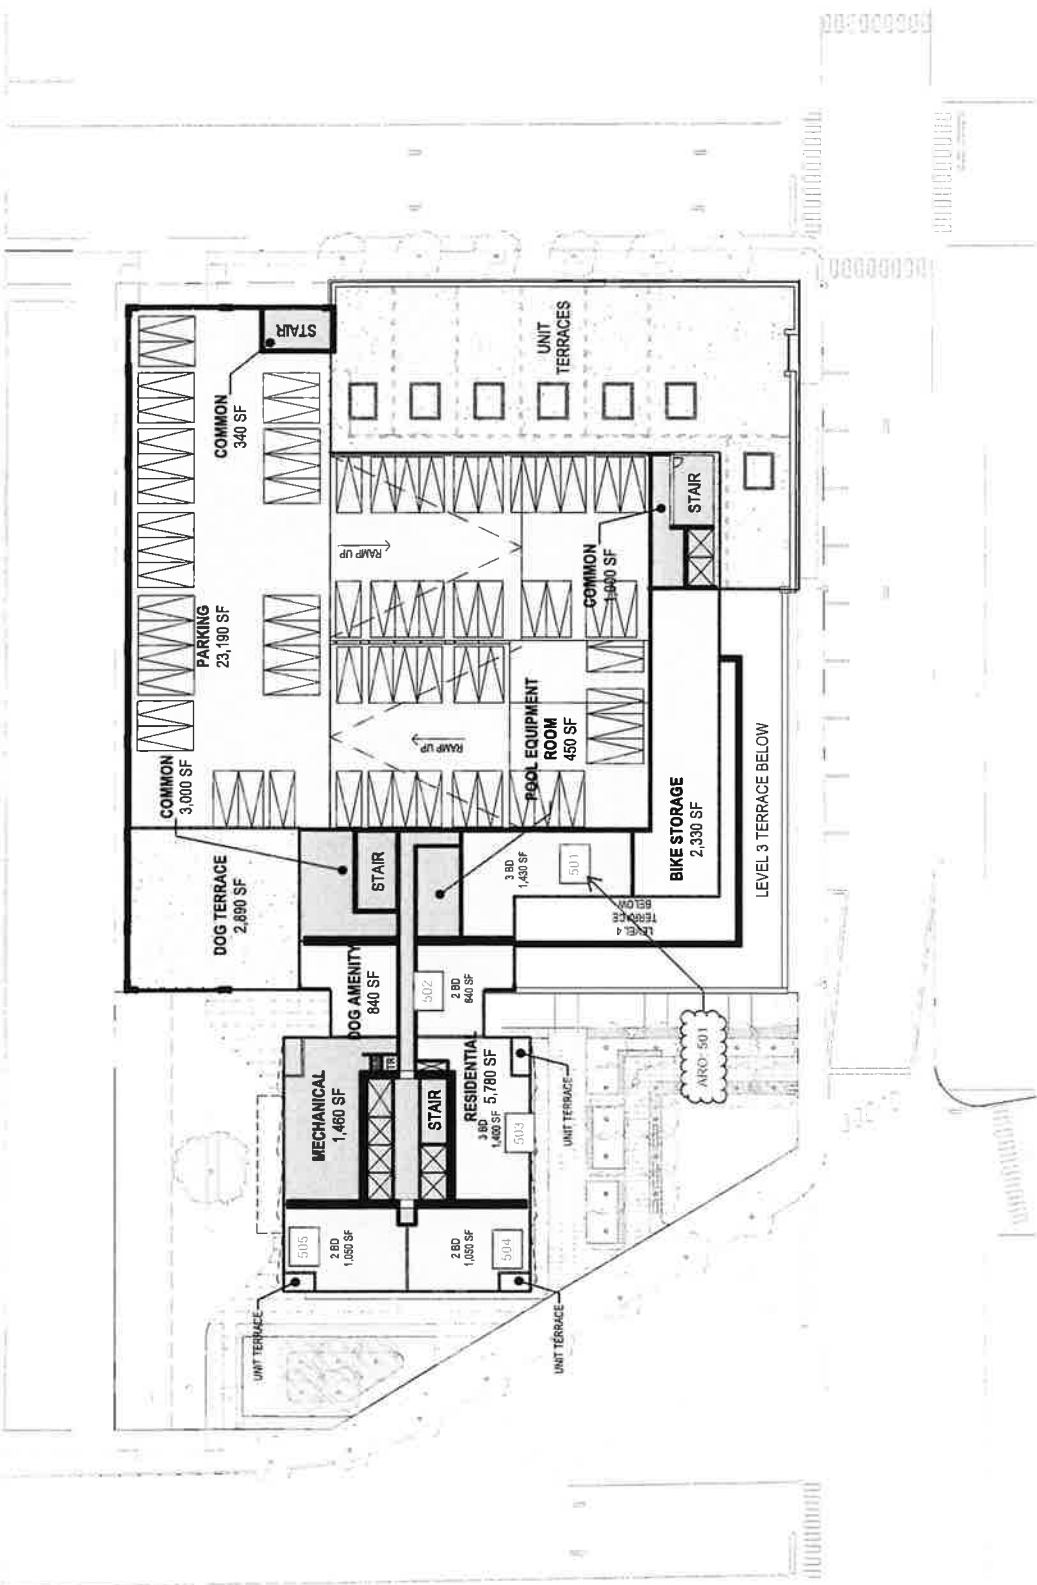 STAIR
COMMON
340 SF
UNIT
TERRACES
PARKING
23,190 SF
RAMP UP
RAMP UP
COMMON
1,000 SF
STAIR
COMMON
3,000 SF
POOL EQUIPMENT
ROOM
450 SF
DOG TERRACE
2,890 SF
STAIR
3 BD
1,430 SF
501
BIKE STORAGE
2,330 SF
LEVEL 3 TERRACE BELOW
LEVEL 4
TERRACE
BELOW
DOG AMENITY
840 SF
502
2 BD
840 SF
MECHANICAL
1,460 SF
TR
STAIR
RESIDENTIAL
5,780 SF
3 BD
1,400 SF
503
UNIT TERRACE
ARO: 501
505
2 BD
1,050 SF
2 BD
1,050 SF
504
UNIT TERRACE
UNIT TERRACE